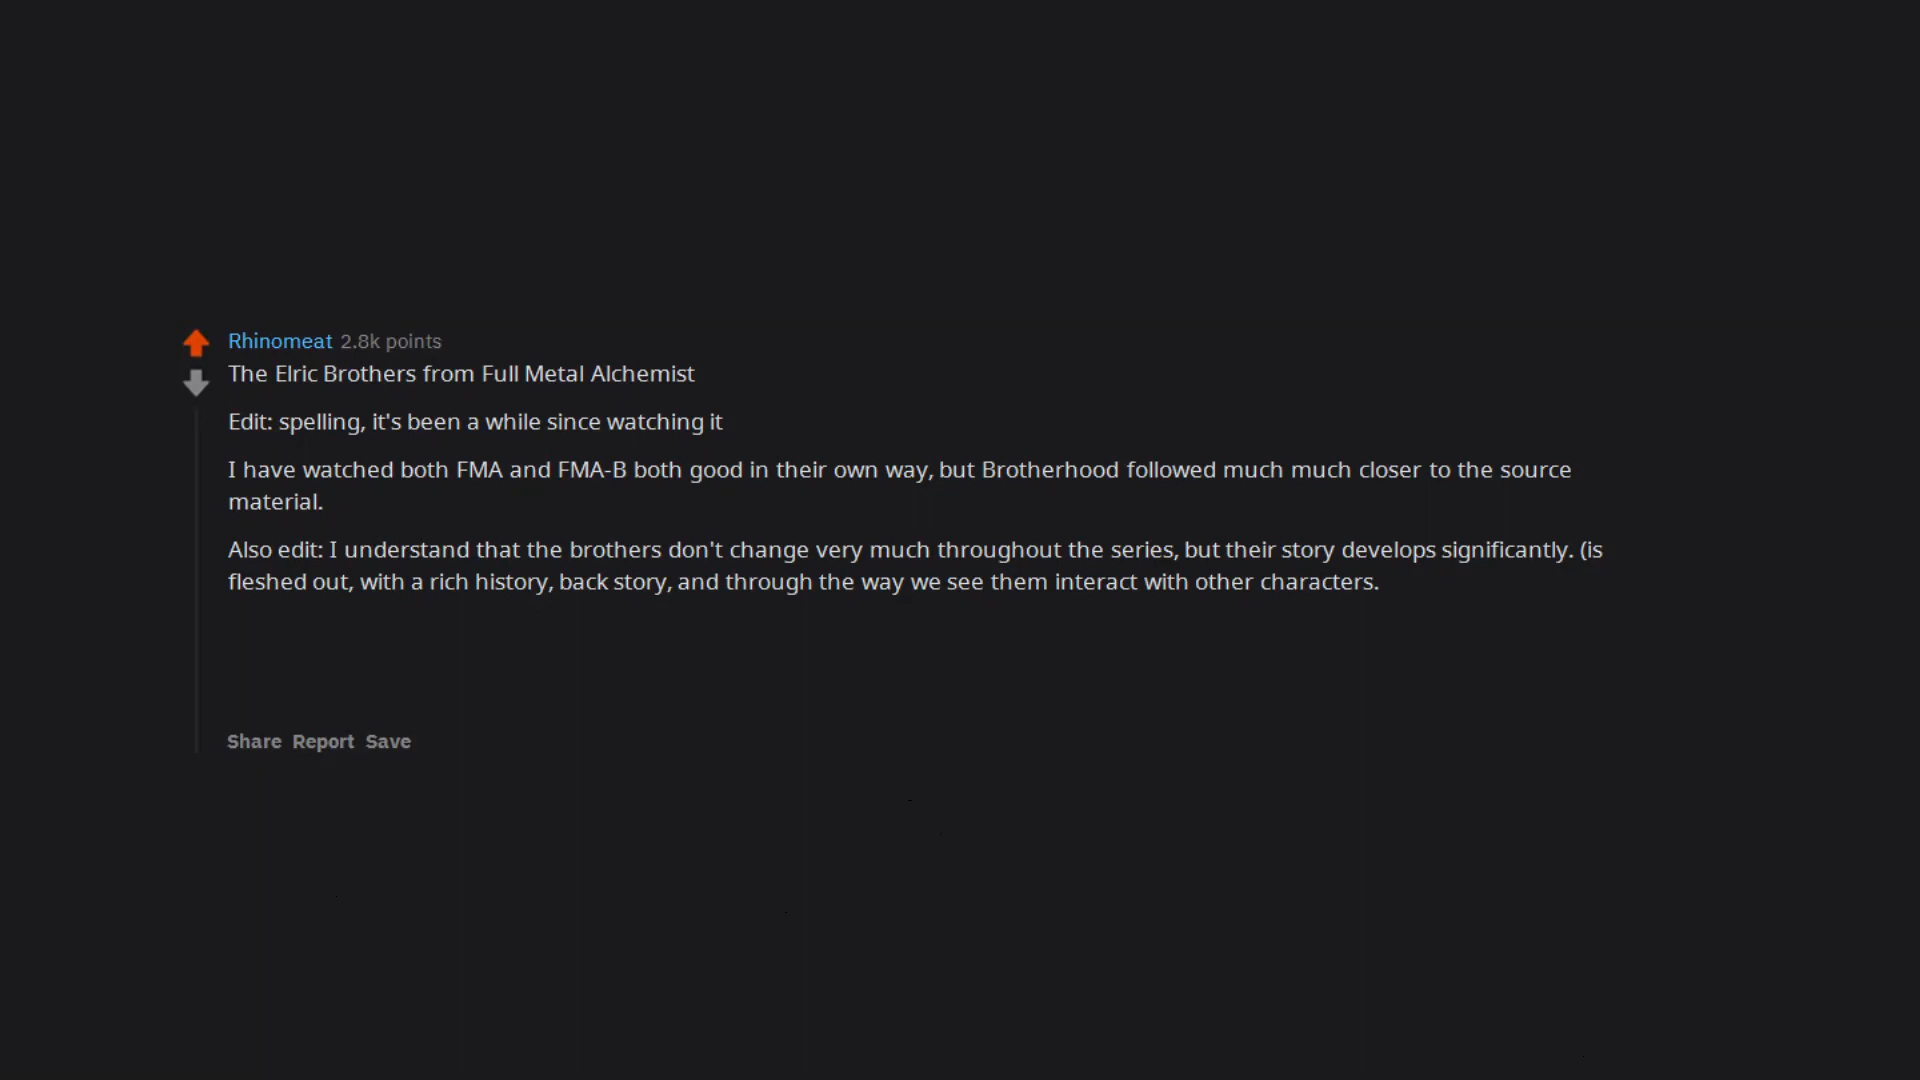 Rhinomeat 2.8k points
The Elric Brothers from Full Metal Alchemist
Edit: spelling, it's been a while since watching it
I have watched both FMA and FMA-B both good in their own way, but Brotherhood followed much much closer to the source
material.
Also edit: I understand that the brothers don't change very much throughout the series, but their story develops significantly. (is
fleshed out, with a rich history, back story, and through the way we see them interact with other characters.
Share Report Save